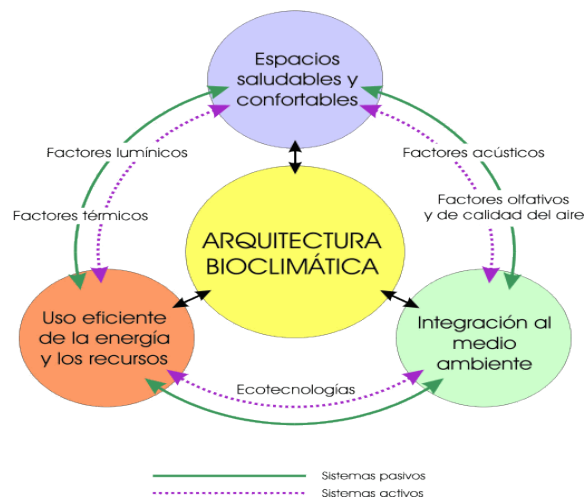 Espacios
saludables y
confortables
Factores lumínicos
Factores acústicos
Factores térmicos
Factores olfativos
y de calidad del aire
ARQUITECTURA
BIOCLIMÁTICA
Uso eficiente
de la energía
y los recursos
Integración al
medio
ambiente
Ecotecnologías
Sistemas pasivos
Sistemas activos